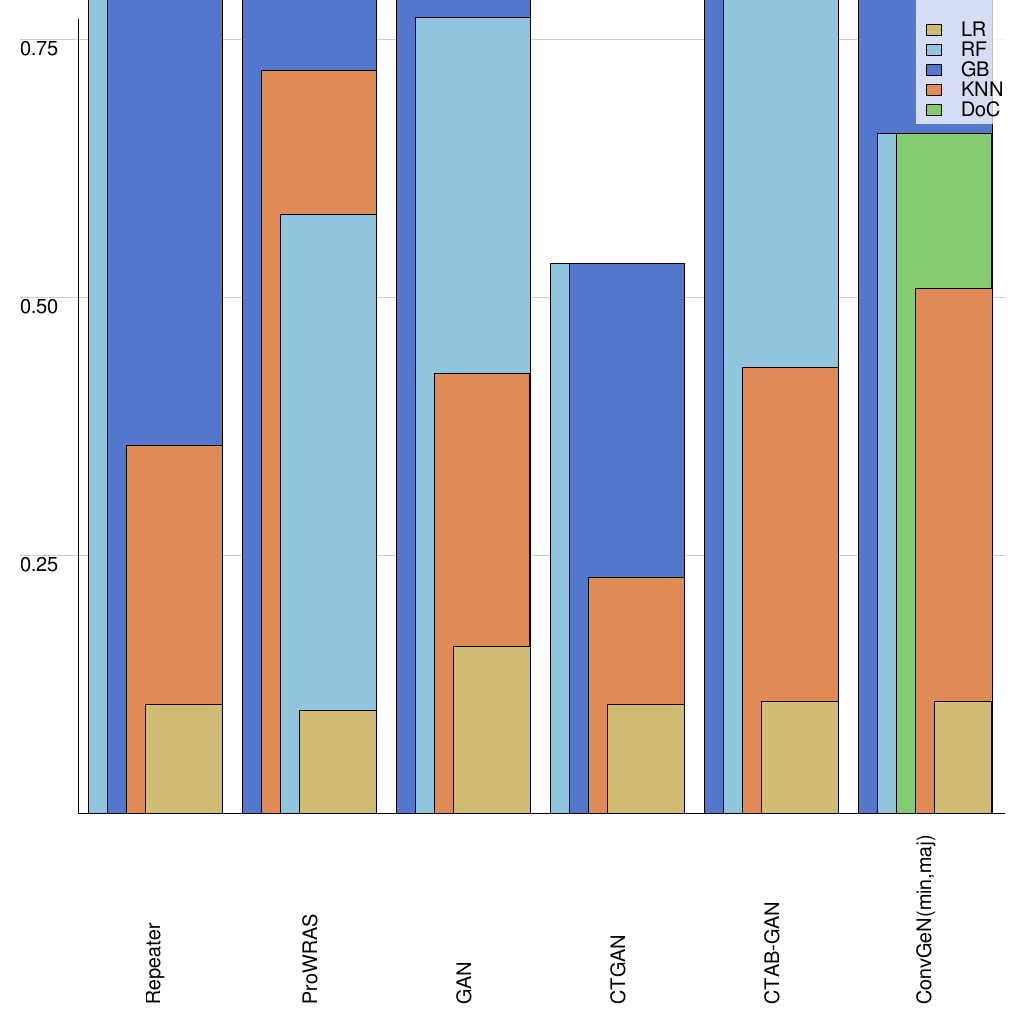 0.75
LR
RF
GB
KNN
DoC
0.50
0.25
Repeater
ProWRAS
GAN
CTGAN
CTAB-GAN
ConvGeN(min,maj)